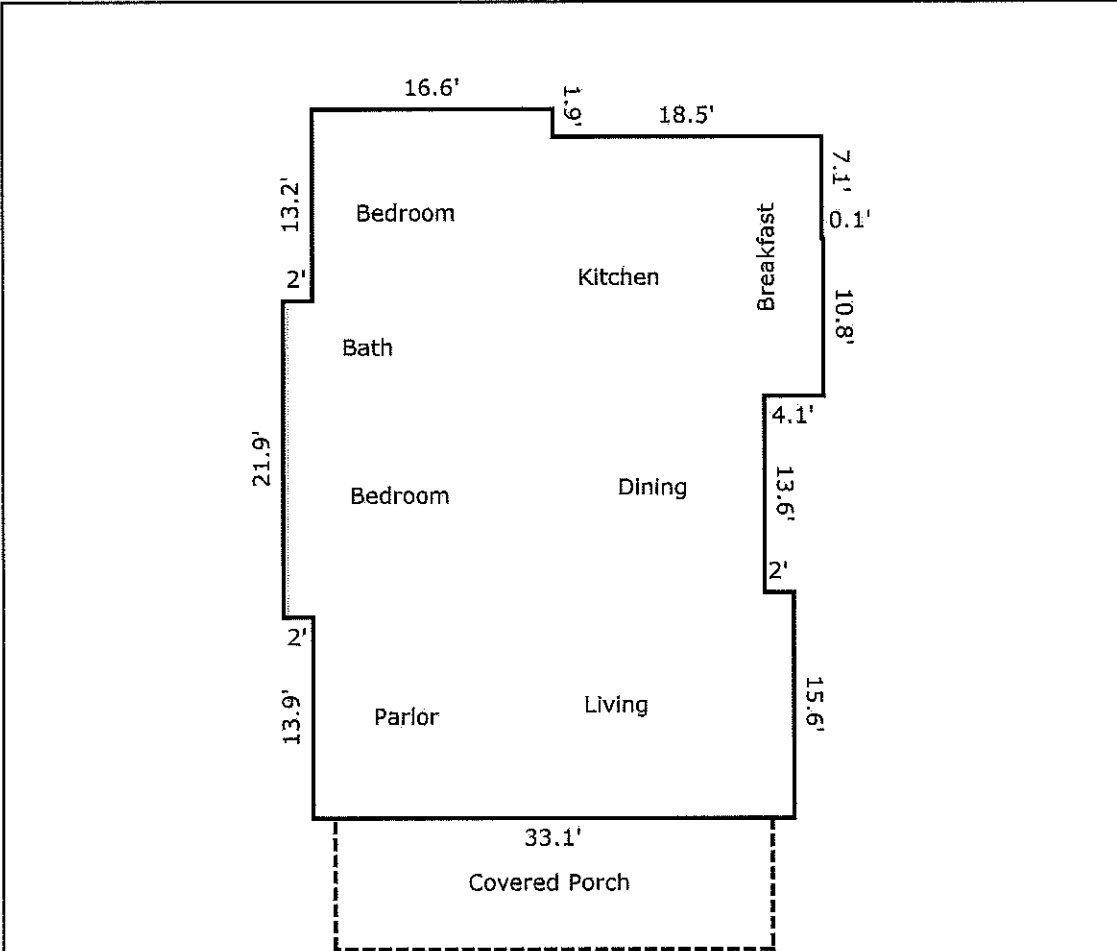 16.6'
1.9'
18.5'
13.2'
7.1'
Bedroom
Breakfast
0.1'
Kitchen
2'
10.8'
Bath
4.1'
21.9'
Bedroom
Dining
13.6'
2'
2'
13.9'
Parlor
Living
15.6'
33.1'
Covered Porch